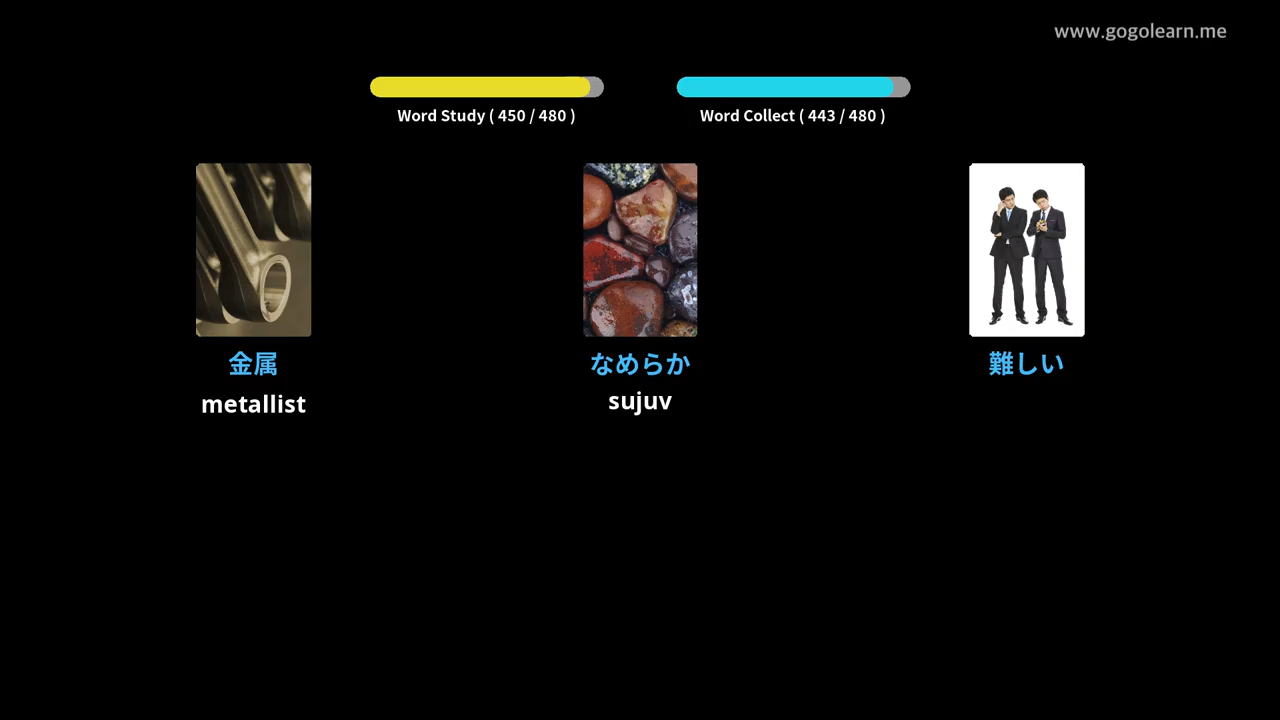 www.gogolearn.me
Word Study ( 450 / 480 )
Word Collect ( 443 / 480 )
金属
なめらか
難しい
metallist
sujuv